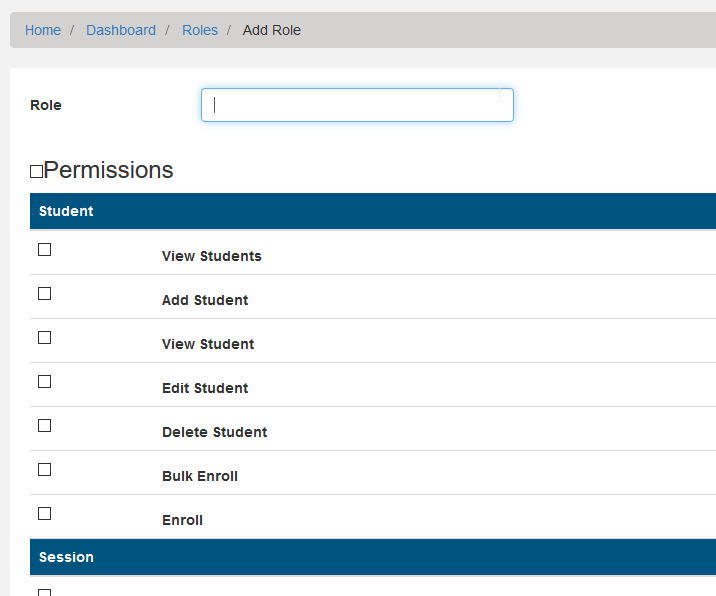 Home / Dashboard / Roles / Add Role
Role
Permissions
Student
View Students
Add Student
View Student
Edit Student
Delete Student
Bulk Enroll
Enroll
Session